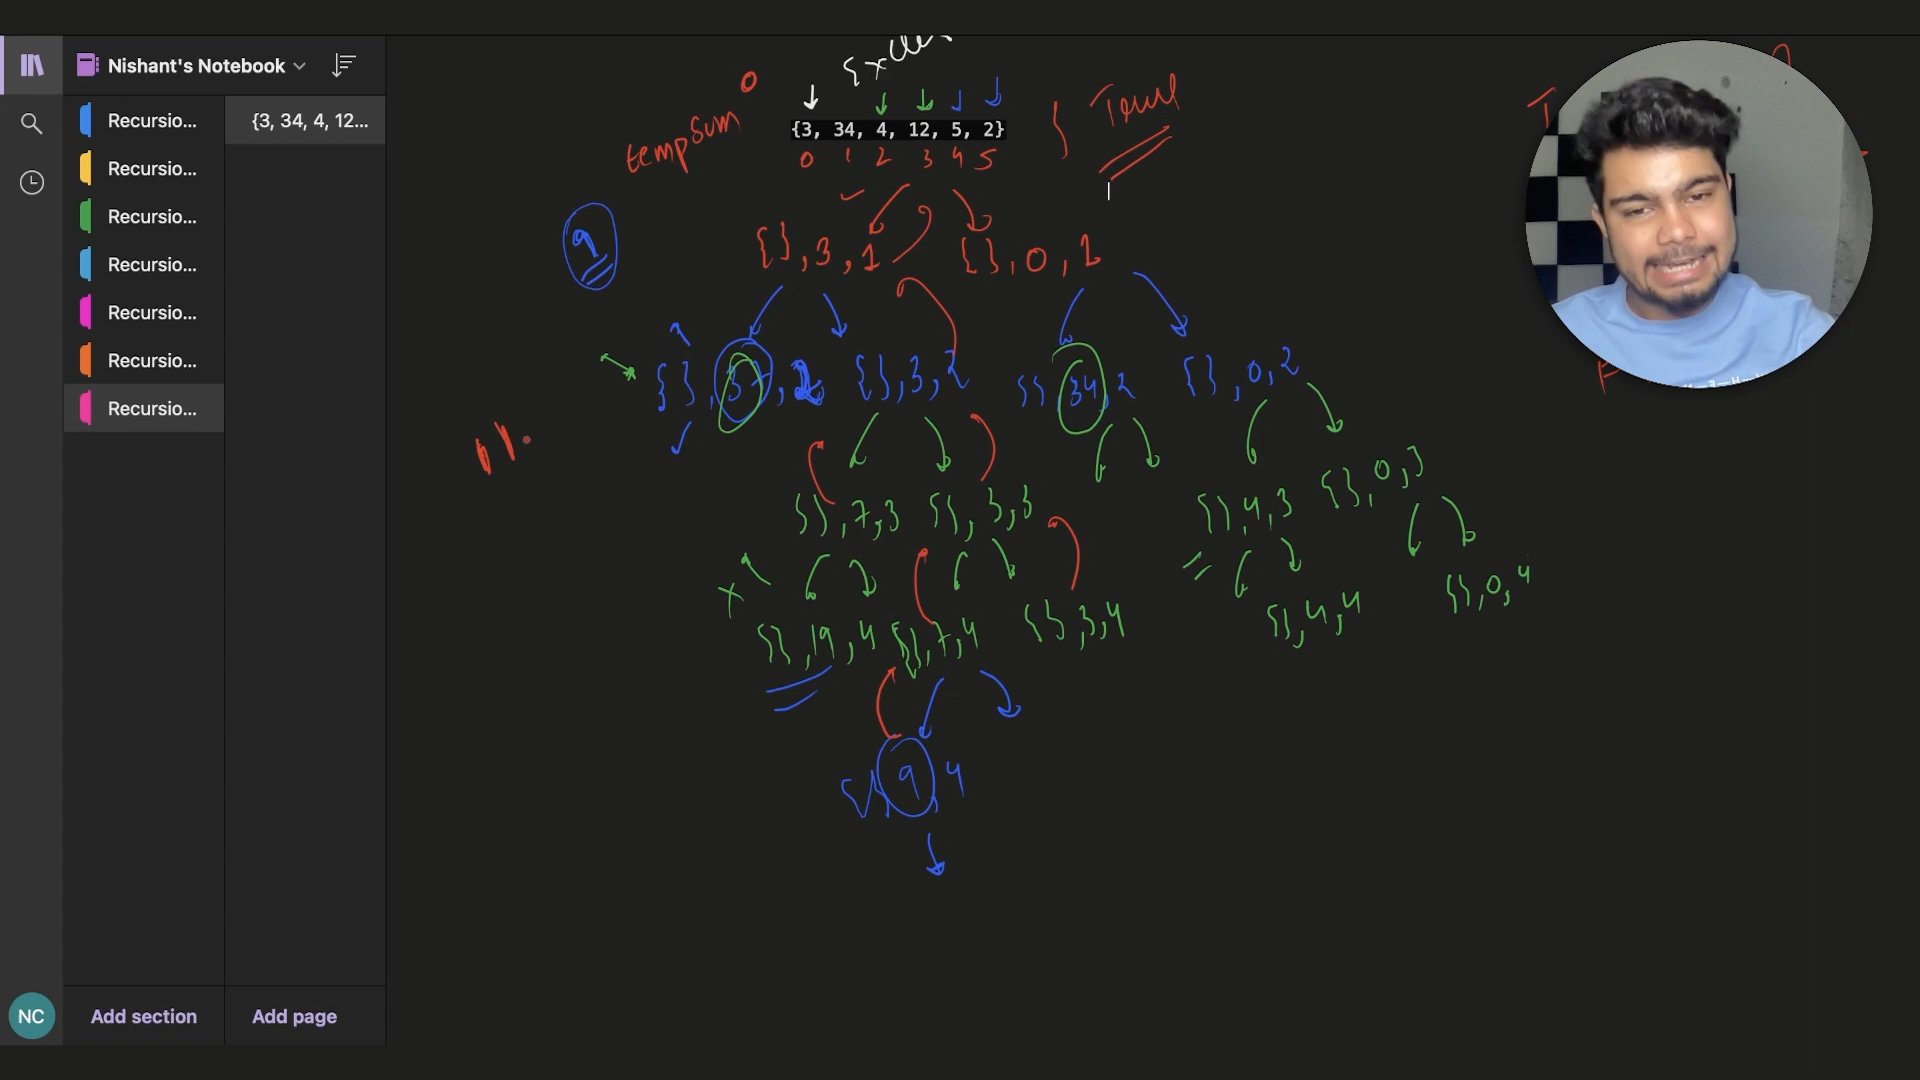 Nishant's Notebook
Recursio...
Recursio...
Recursio...
Recursio...
Recursio...
Recursio...
Recursio...
{3, 34, 4, 12...
Add section
Add page
NC
tempSum 0
{3, 34, 4, 12, 5, 2}
0 1 2 3 4 5
9
{}, 3, 1
{}, 0, 1
{}, 37, 2
{}, 3, 2
{}, 34, 2
{}, 0, 2
{}, 7, 3
{}, 3, 3
{}, 4, 3
{}, 0, 3
{}, 19, 4
{}, 7, 4
{}, 3, 4
{}, 4, 4
{}, 0, 4
9, 4